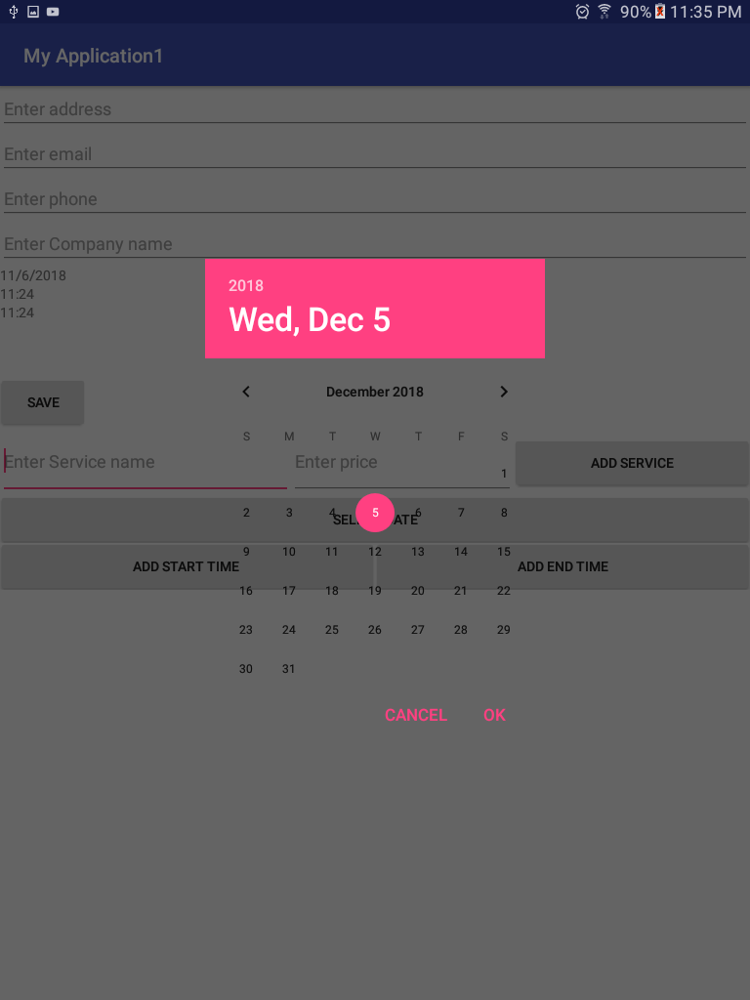 90% 11:35 PM
My Application1
Enter address
Enter email
Enter phone
Enter Company name
11/6/2018
11:24
11:24
2018
Wed, Dec 5
SAVE
December 2018
S M T W T F S
Enter Service name
Enter price
ADD SERVICE
1
2 3 4 5 6 7 8
9 10 11 12 13 14 15
ADD START TIME
ADD END TIME
16 17 18 19 20 21 22
23 24 25 26 27 28 29
30 31
CANCEL OK